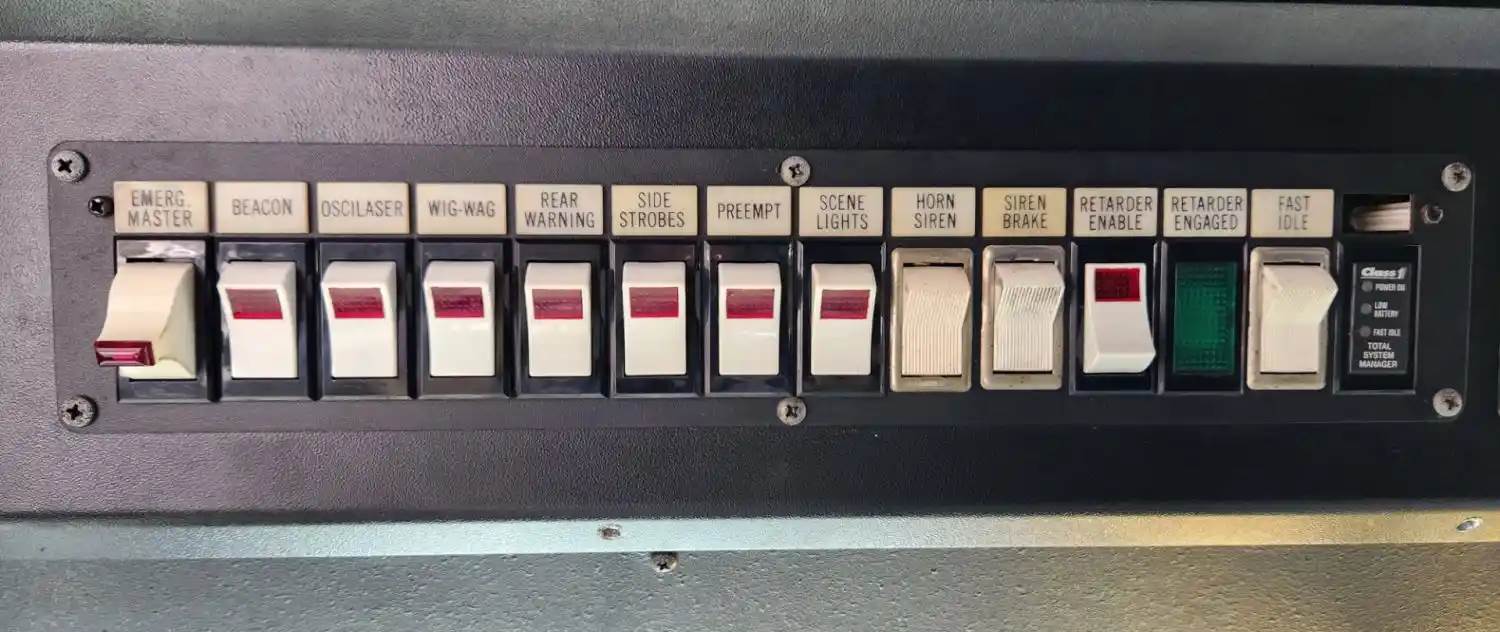 EMERG.
MASTER
BEACON
OSCILASER
WIG-WAG
REAR
WARNING
SIDE
STROBES
PREEMPT
SCENE
LIGHTS
HORN
SIREN
SIREN
BRAKE
RETARDER
ENABLE
RETARDER
ENGAGED
FAST
IDLE
Class 1
POWER ON
LOW
BATTERY
FAST IDLE
TOTAL
SYSTEM
MANAGER